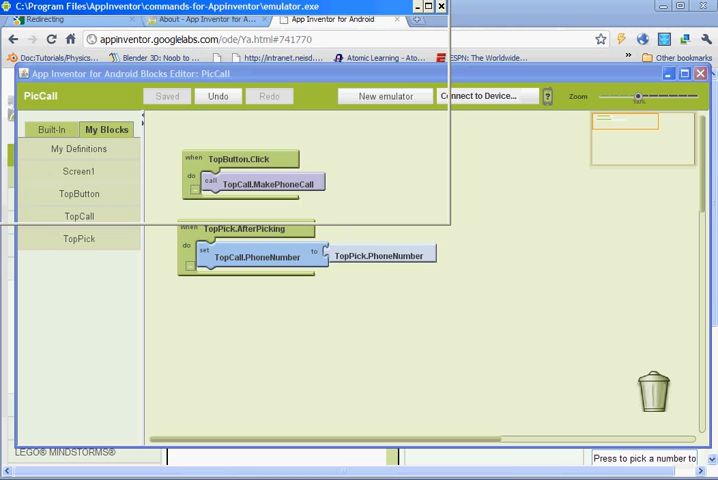 C:\Program Files\AppInventor\commands-for-Appinventor\emulator.exe
Redirecting
About - App Inventor for A
App Inventor for Android
appinventor.googlelabs.com/ode/Ya.html#741770
Doc:Tutorials/Physics...
Blender 3D: Noob to ...
http://intranet.neisd...
Atomic Learning - Ato...
ESPN: The Worldwide...
»
Other bookmarks
App Inventor for Android Blocks Editor: PicCall
PicCall
Saved
Undo
Redo
New emulator
Connect to Device...
?
Zoom
Built-In
My Blocks
My Definitions
Screen1
TopButton
TopCall
TopPick
when TopButton.Click
do call TopCall.MakePhoneCall
when TopPick.AfterPicking
do set TopCall.PhoneNumber to TopPick.PhoneNumber
LEGO® MINDSTORMS®
Press to pick a number to